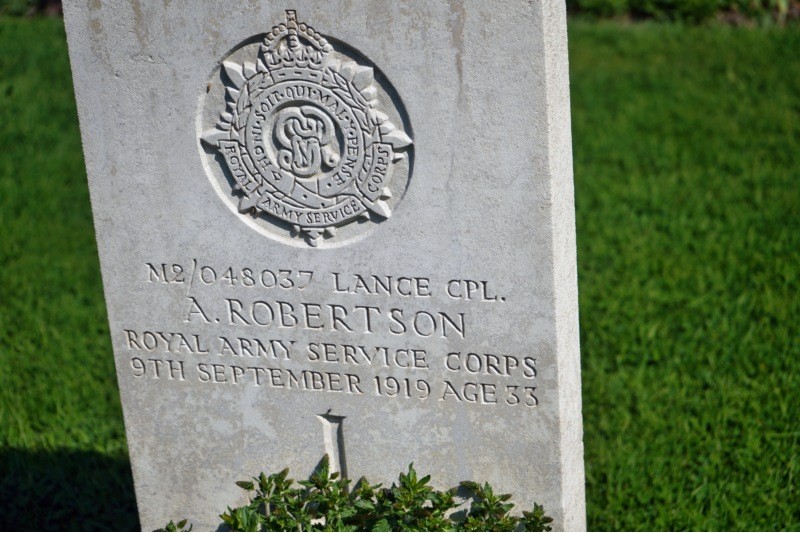 HONI·SOIT·QUI·MAL·Y·PENSE
ROYAL ARMY SERVICE CORPS
M2/048037 LANCE CPL.
A. ROBERTSON
ROYAL ARMY SERVICE CORPS
9TH SEPTEMBER 1919 AGE 33